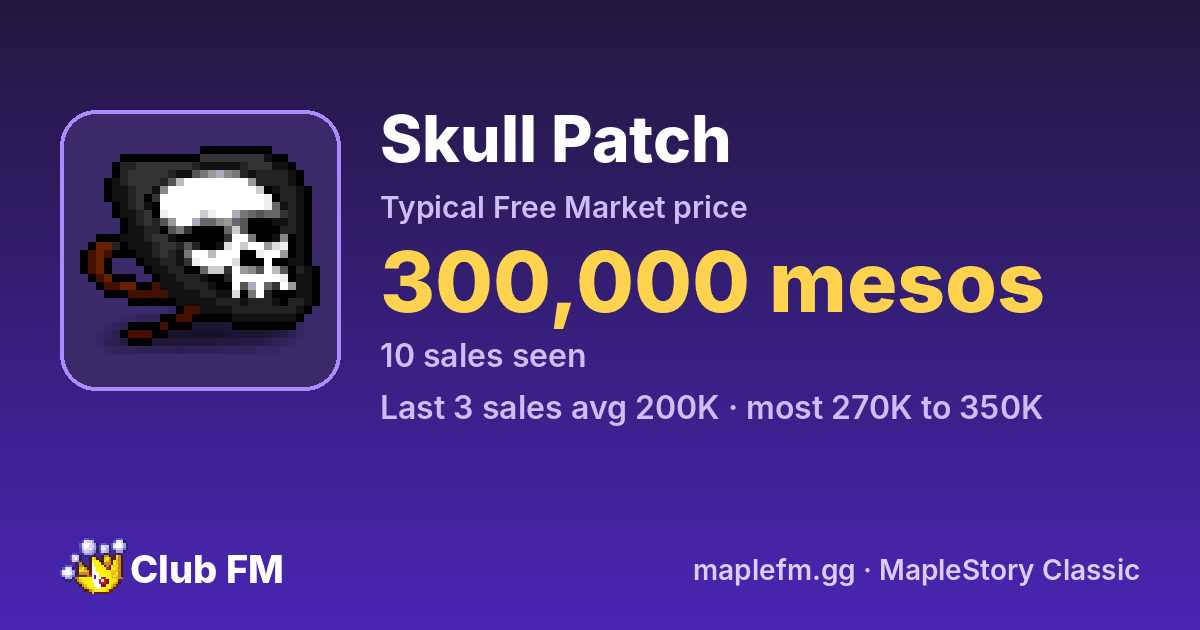 Skull Patch
Typical Free Market price
300,000 mesos
10 sales seen
Last 3 sales avg 200K · most 270K to 350K
Club FM
maplefm.gg · MapleStory Classic